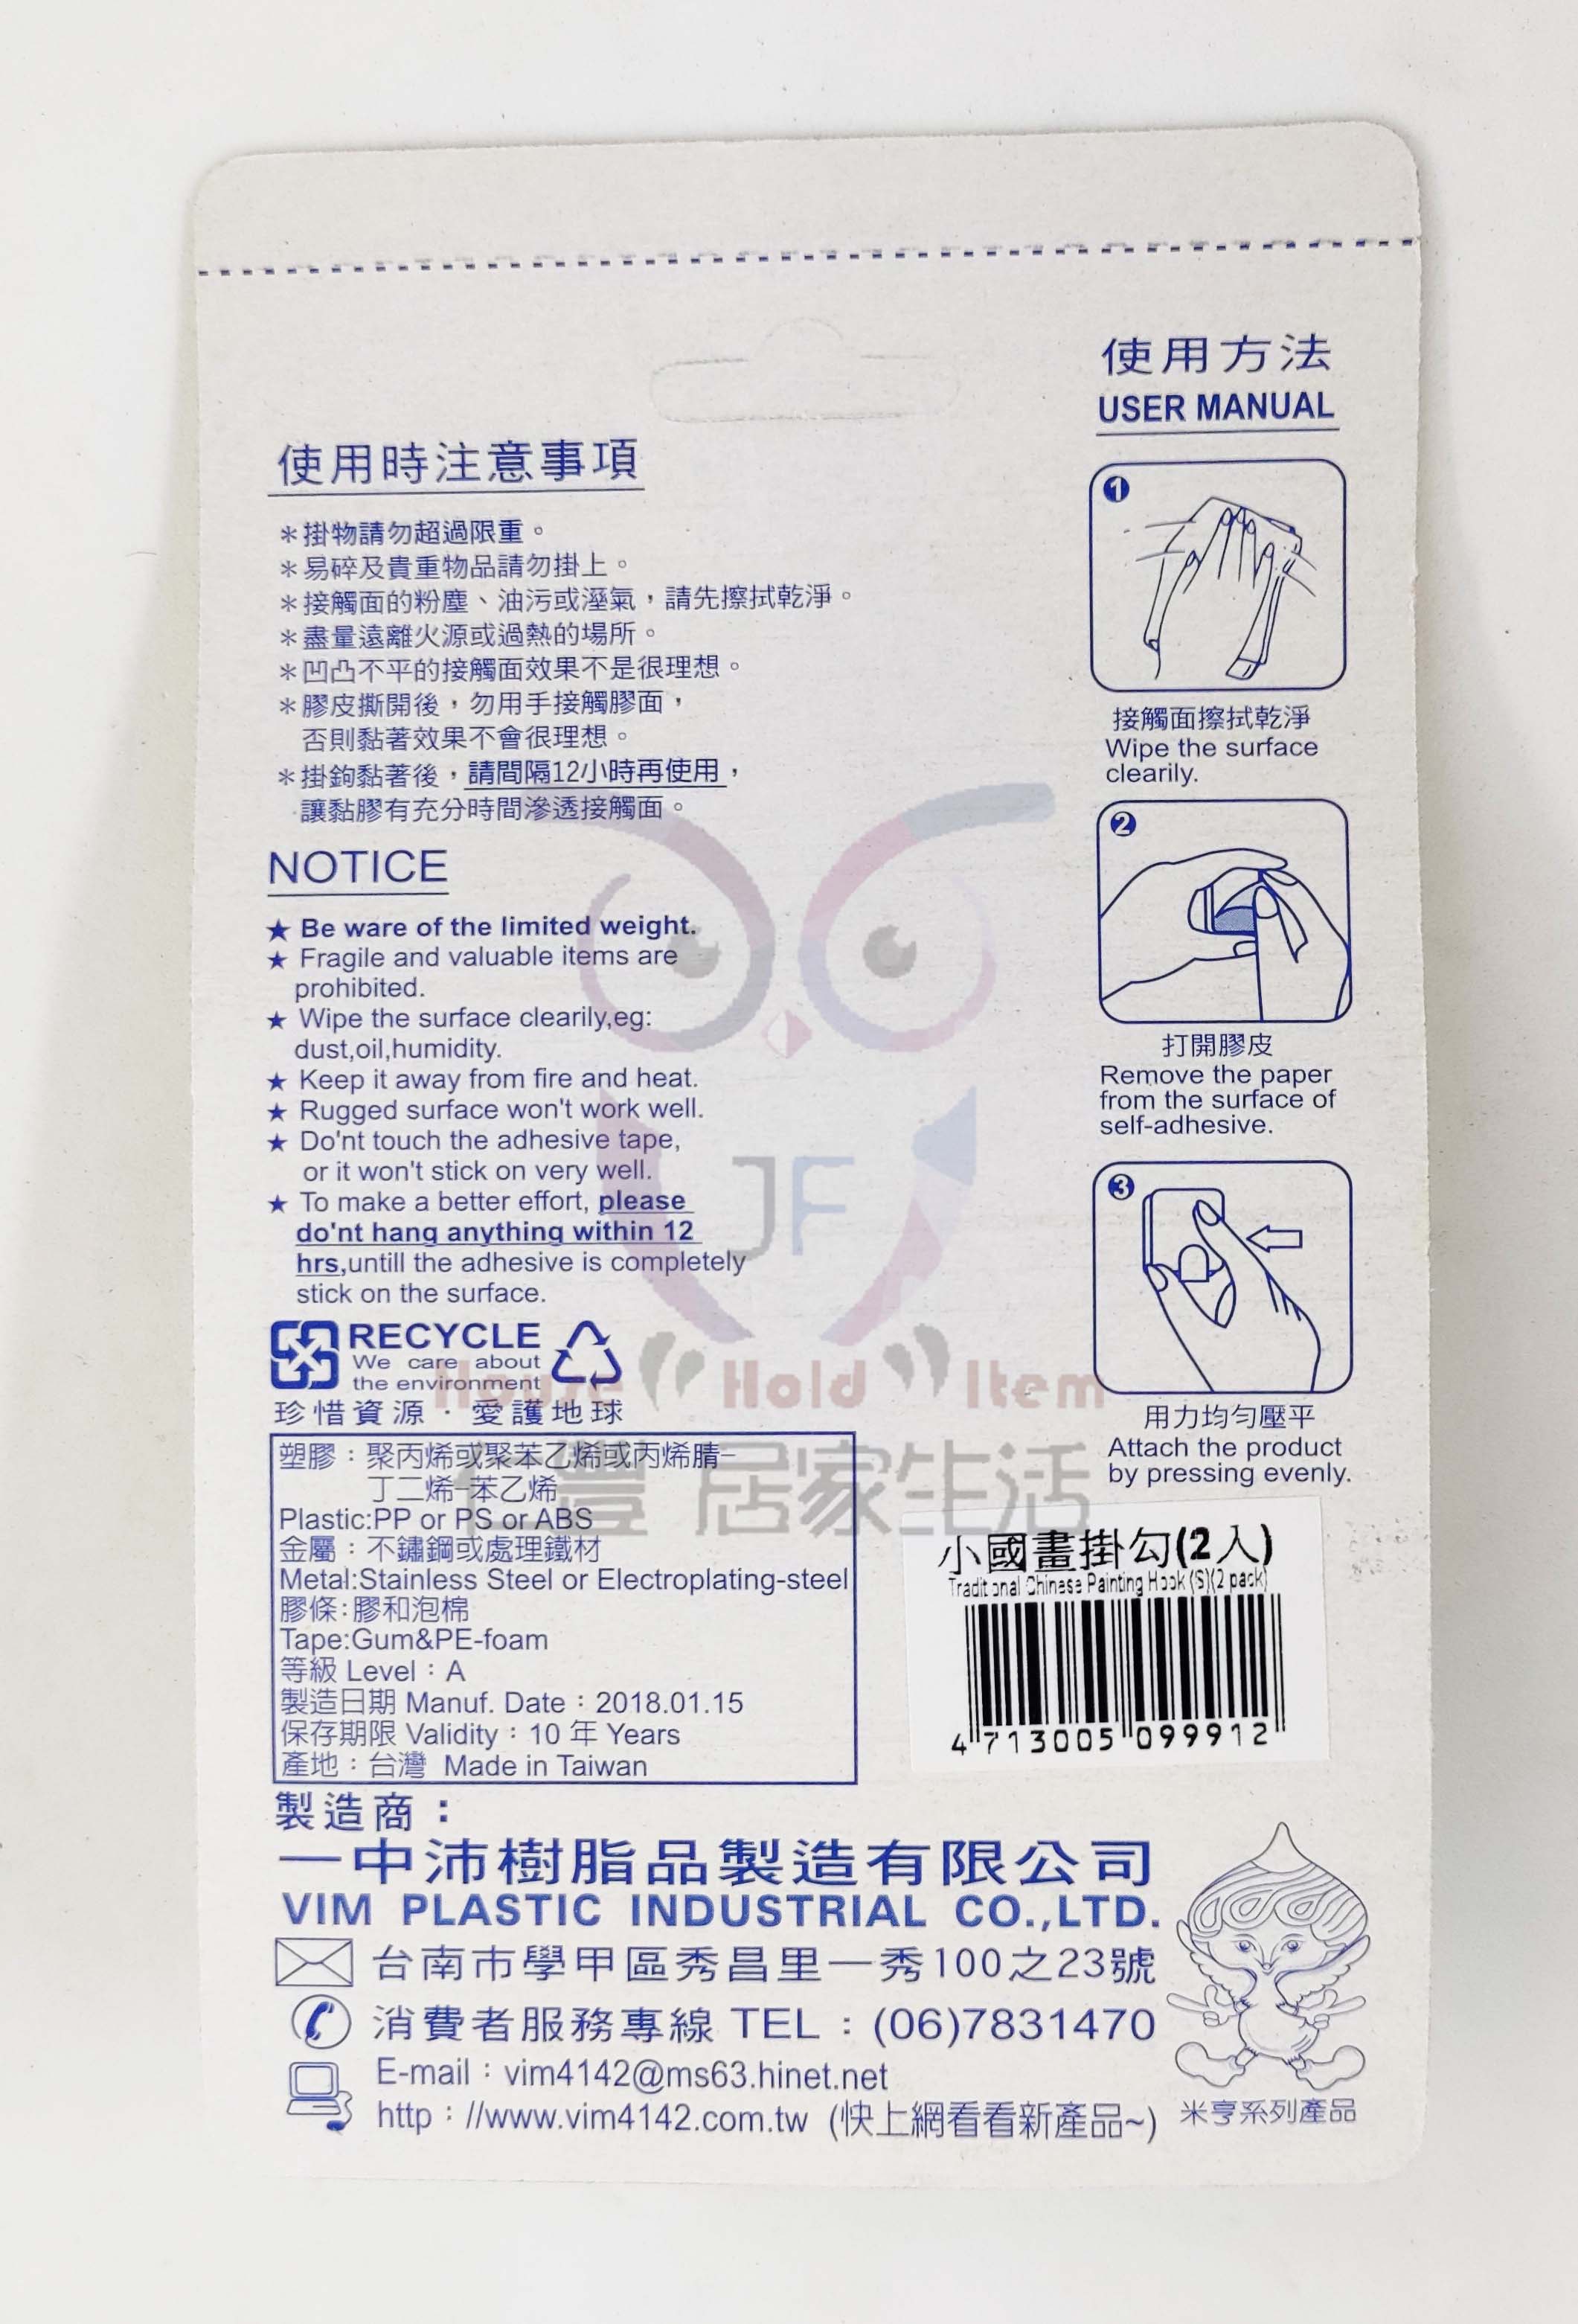 使用時注意事項
＊掛物請勿超過限重。
＊易碎及貴重物品請勿掛上。
＊接觸面的粉塵、油污或溼氣，請先擦拭乾淨。
＊盡量遠離火源或過熱的場所。
＊凹凸不平的接觸面效果不是很理想。
＊膠皮撕開後，勿用手接觸膠面，
否則黏著效果不會很理想。
＊掛鉤黏著後，請間隔12小時再使用，
讓黏膠有充分時間滲透接觸面。
NOTICE
★ Be ware of the limited weight.
★ Fragile and valuable items are
prohibited.
★ Wipe the surface clearily,eg:
dust,oil,humidity.
★ Keep it away from fire and heat.
★ Rugged surface won't work well.
★ Do'nt touch the adhesive tape,
or it won't stick on very well.
★ To make a better effort, please
do'nt hang anything within 12
hrs,untill the adhesive is completely
stick on the surface.
RECYCLE
We care about
the environment
珍惜資源．愛護地球
塑膠：聚丙烯或聚苯乙烯或丙烯腈-
丁二烯-苯乙烯
Plastic:PP or PS or ABS
金屬：不鏽鋼或處理鐵材
Metal:Stainless Steel or Electroplating-steel
膠條:膠和泡棉
Tape:Gum&PE-foam
等級 Level：A
製造日期 Manuf. Date：2018.01.15
保存期限 Validity：10 年 Years
產地：台灣 Made in Taiwan
使用方法
USER MANUAL
1
接觸面擦拭乾淨
Wipe the surface
clearily.
2
打開膠皮
Remove the paper
from the surface of
self-adhesive.
3
用力均勻壓平
Attach the product
by pressing evenly.
JF
House Hold Item
仁豐 居家生活
小國畫掛勾(2入)
Traditional Chinese Painting Hook (S)(2 pack)
4 713005 099912
製造商：
一中沛樹脂品製造有限公司
VIM PLASTIC INDUSTRIAL CO.,LTD.
台南市學甲區秀昌里一秀100之23號
消費者服務專線 TEL：(06)7831470
E-mail：vim4142@ms63.hinet.net
http：//www.vim4142.com.tw (快上網看看新產品~)
米亨系列產品